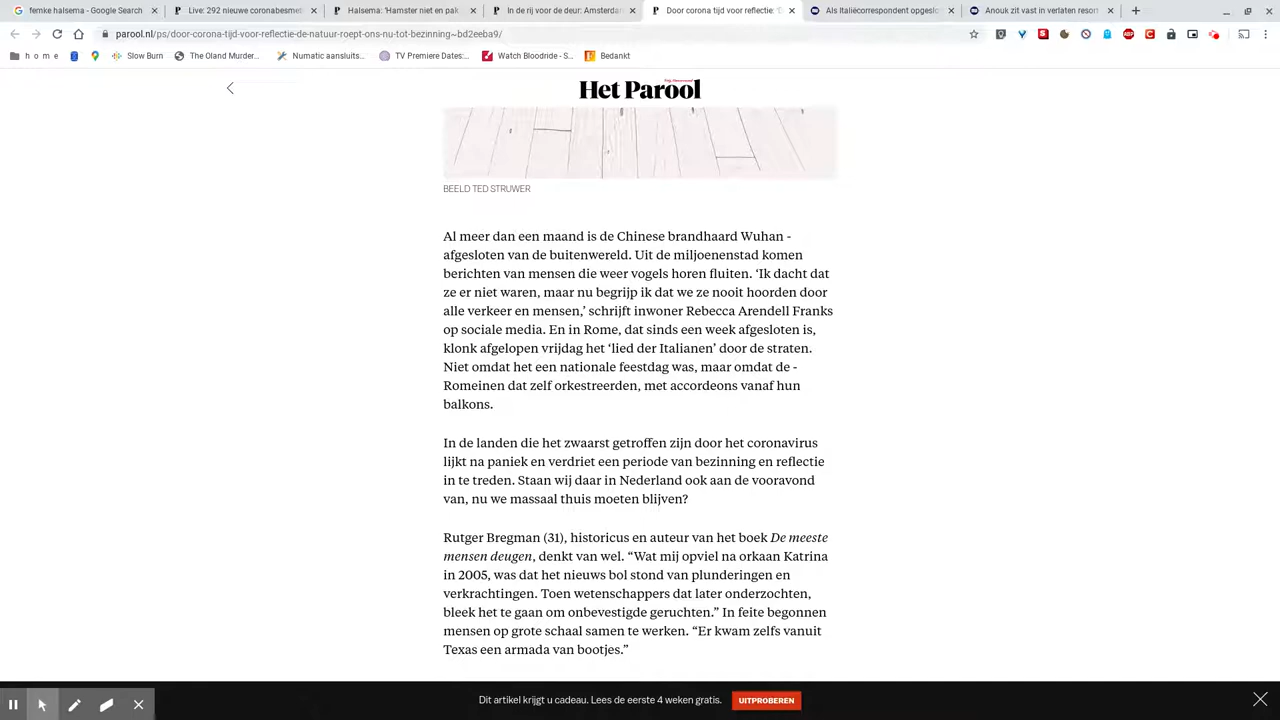 femke halsema - Google Search
Live: 292 nieuwe coronabesmet
Halsema: 'Hamster niet en pak
In de rij voor de deur: Amsterdam
Door corona tijd voor reflectie: 'D
Als Italiëcorrespondent opgeslo
Anouk zit vast in verlaten resort
parool.nl/ps/door-corona-tijd-voor-reflectie-de-natuur-roept-ons-nu-tot-bezinning~bd2eeba9/
h o m e
Slow Burn
The Oland Murder...
Numatic aansluits...
TV Premiere Dates:...
Watch Bloodride - S...
Bedankt
Het Parool
BEELD TED STRUWER
Al meer dan een maand is de Chinese brandhaard Wuhan -
afgesloten van de buitenwereld. Uit de miljoenenstad komen
berichten van mensen die weer vogels horen fluiten. ‘Ik dacht dat
ze er niet waren, maar nu begrijp ik dat we ze nooit hoorden door
alle verkeer en mensen,’ schrijft inwoner Rebecca Arendell Franks
op sociale media. En in Rome, dat sinds een week afgesloten is,
klonk afgelopen vrijdag het ‘lied der Italianen’ door de straten.
Niet omdat het een nationale feestdag was, maar omdat de -
Romeinen dat zelf orkestreerden, met accordeons vanaf hun
balkons.
In de landen die het zwaarst getroffen zijn door het coronavirus
lijkt na paniek en verdriet een periode van bezinning en reflectie
in te treden. Staan wij daar in Nederland ook aan de vooravond
van, nu we massaal thuis moeten blijven?
Rutger Bregman (31), historicus en auteur van het boek De meeste
mensen deugen, denkt van wel. “Wat mij opviel na orkaan Katrina
in 2005, was dat het nieuws bol stond van plunderingen en
verkrachtingen. Toen wetenschappers dat later onderzochten,
bleek het te gaan om onbevestigde geruchten.” In feite begonnen
mensen op grote schaal samen te werken. “Er kwam zelfs vanuit
Texas een armada van bootjes.”
Dit artikel krijgt u cadeau. Lees de eerste 4 weken gratis.
UITPROBEREN